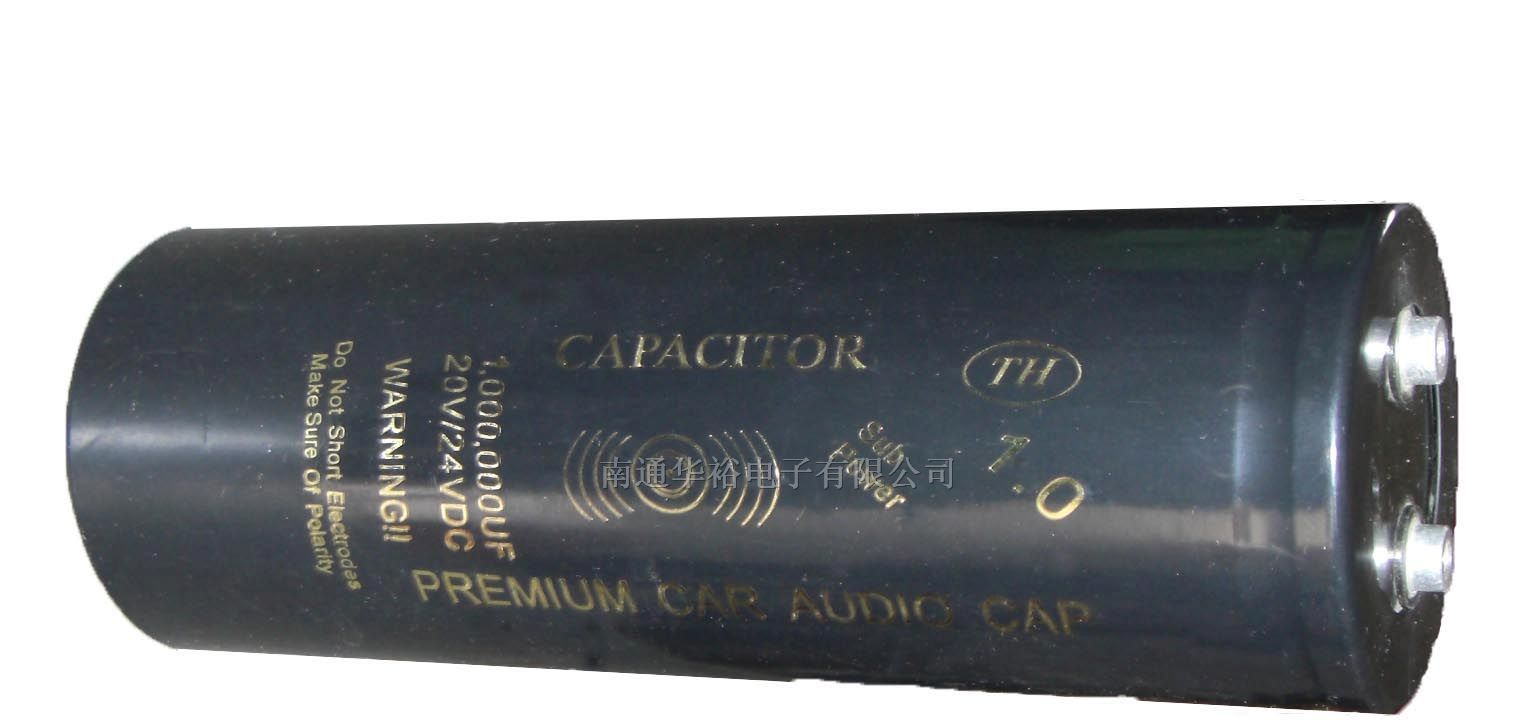 CAPACITOR
TH
1.0
Sub
Power
南通华裕电子有限公司
1,000,000UF
20V/24VDC
WARNING!!
Do Not Short Electrodes
Make Sure Of Polarity
PREMIUM CAR AUDIO CAP